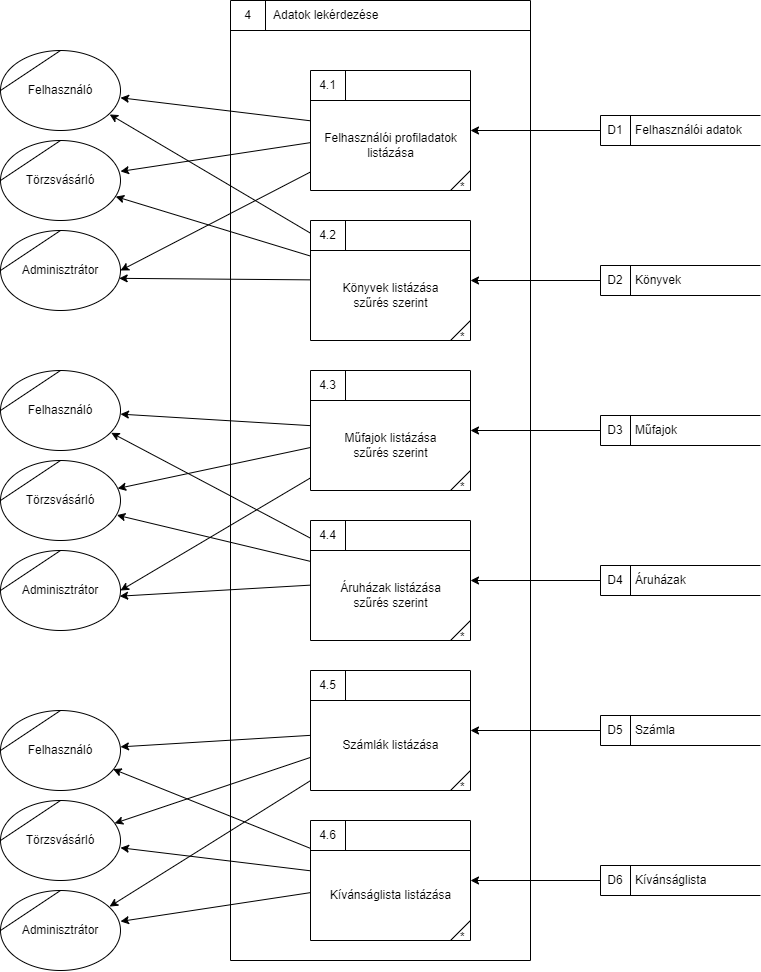 4 Adatok lekérdezése
Felhasználó
Törzsvásárló
Adminisztrátor
4.1
Felhasználói profiladatok
listázása
*
D1 Felhasználói adatok
4.2
Könyvek listázása
szűrés szerint
*
D2 Könyvek
Felhasználó
Törzsvásárló
Adminisztrátor
4.3
Műfajok listázása
szűrés szerint
*
D3 Műfajok
4.4
Áruházak listázása
szűrés szerint
*
D4 Áruházak
Felhasználó
Törzsvásárló
Adminisztrátor
4.5
Számlák listázása
*
D5 Számla
4.6
Kívánságlista listázása
*
D6 Kívánságlista